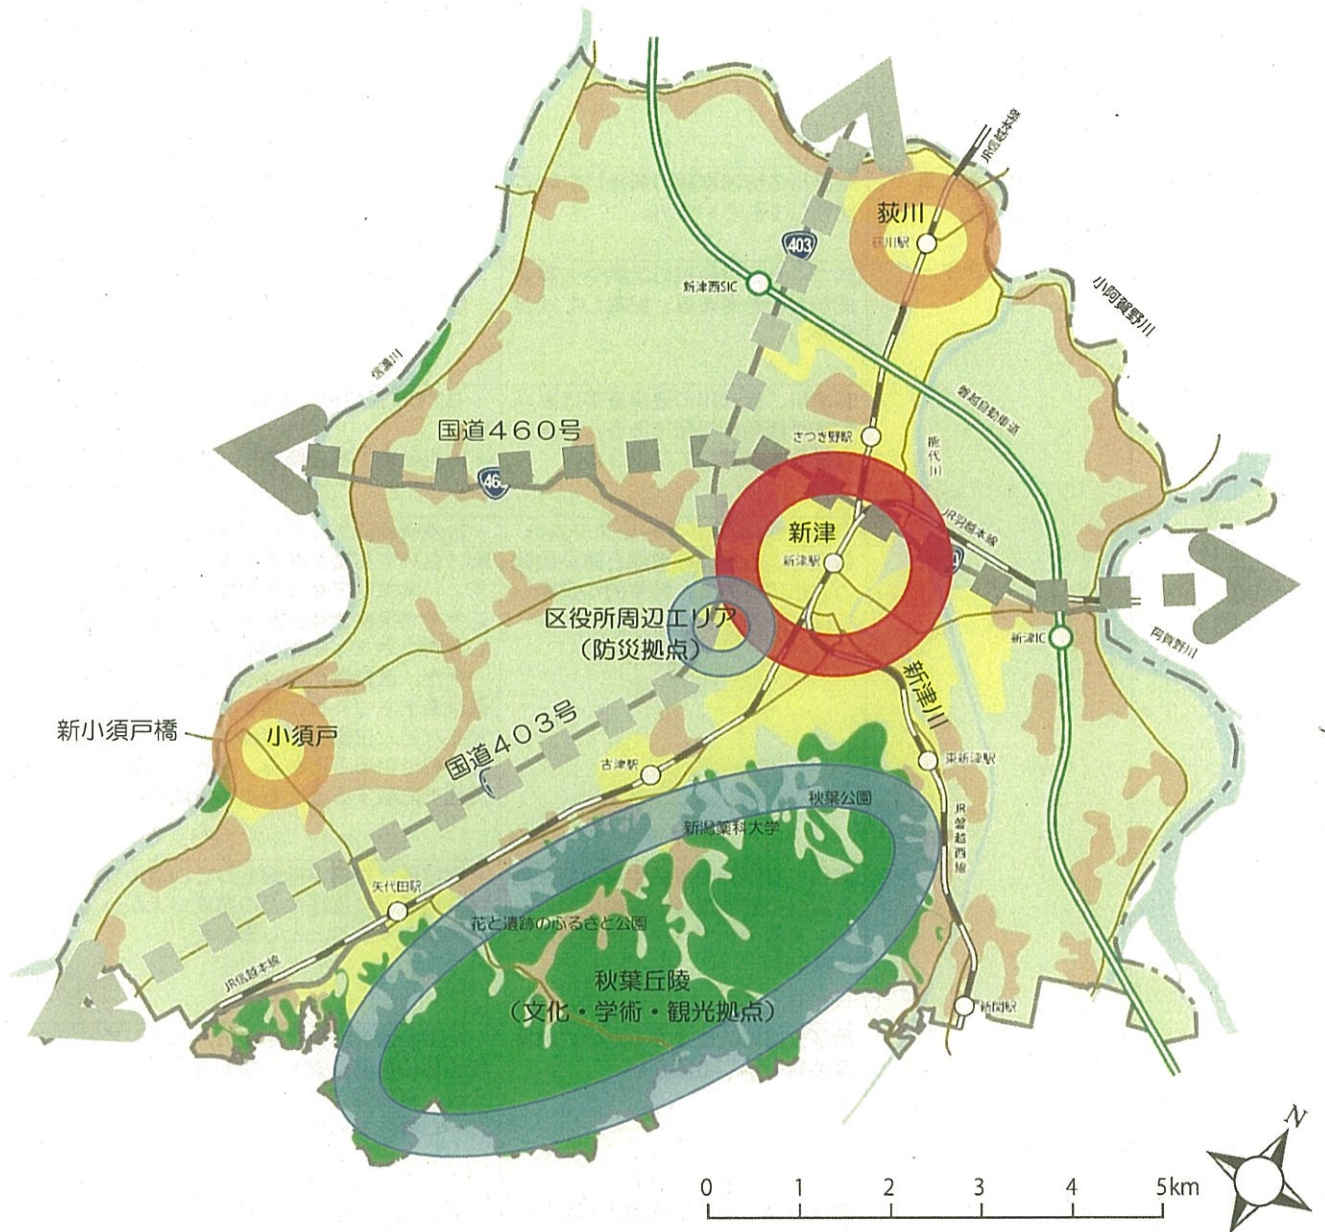 JR信越本線
荻川
荻川駅
403
新津西SIC
小阿賀野川
信濃川
磐越自動車道
国道460号
さつき野駅
能代川
46
JR羽越本線
新津
新津駅
区役所周辺エリア
（防災拠点）
新津IC
阿賀野川
新津川
新小須戸橋
小須戸
国道403号
古津駅
東新津駅
秋葉公園
新潟薬科大学
JR磐越西線
矢代田駅
花と遺跡のふるさと公園
JR信越本線
秋葉丘陵
（文化・学術・観光拠点）
新関駅
N
0 1 2 3 4 5km